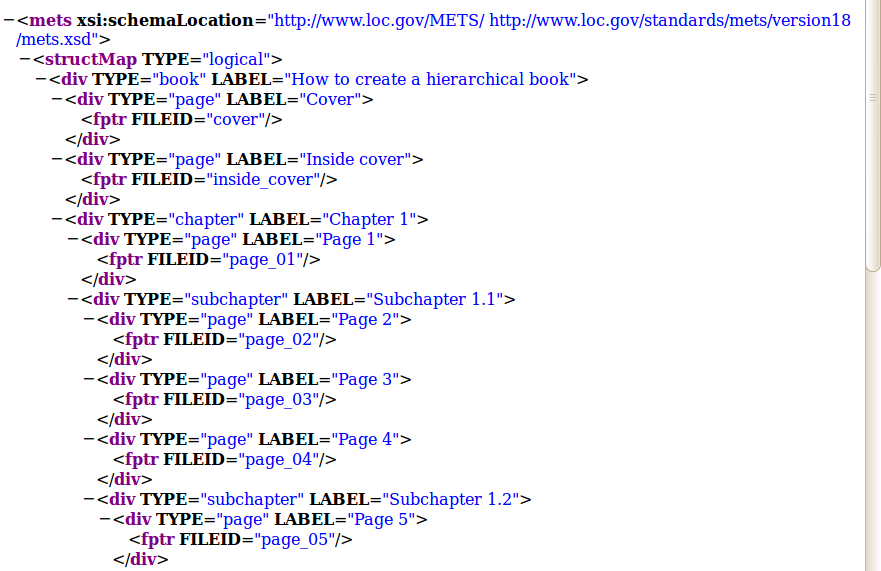 −<mets xsi:schemaLocation="http://www.loc.gov/METS/ http://www.loc.gov/standards/mets/version18
/mets.xsd">
−<structMap TYPE="logical">
−<div TYPE="book" LABEL="How to create a hierarchical book">
−<div TYPE="page" LABEL="Cover">
<fptr FILEID="cover"/>
</div>
−<div TYPE="page" LABEL="Inside cover">
<fptr FILEID="inside_cover"/>
</div>
−<div TYPE="chapter" LABEL="Chapter 1">
−<div TYPE="page" LABEL="Page 1">
<fptr FILEID="page_01"/>
</div>
−<div TYPE="subchapter" LABEL="Subchapter 1.1">
−<div TYPE="page" LABEL="Page 2">
<fptr FILEID="page_02"/>
</div>
−<div TYPE="page" LABEL="Page 3">
<fptr FILEID="page_03"/>
</div>
−<div TYPE="page" LABEL="Page 4">
<fptr FILEID="page_04"/>
</div>
−<div TYPE="subchapter" LABEL="Subchapter 1.2">
−<div TYPE="page" LABEL="Page 5">
<fptr FILEID="page_05"/>
</div>